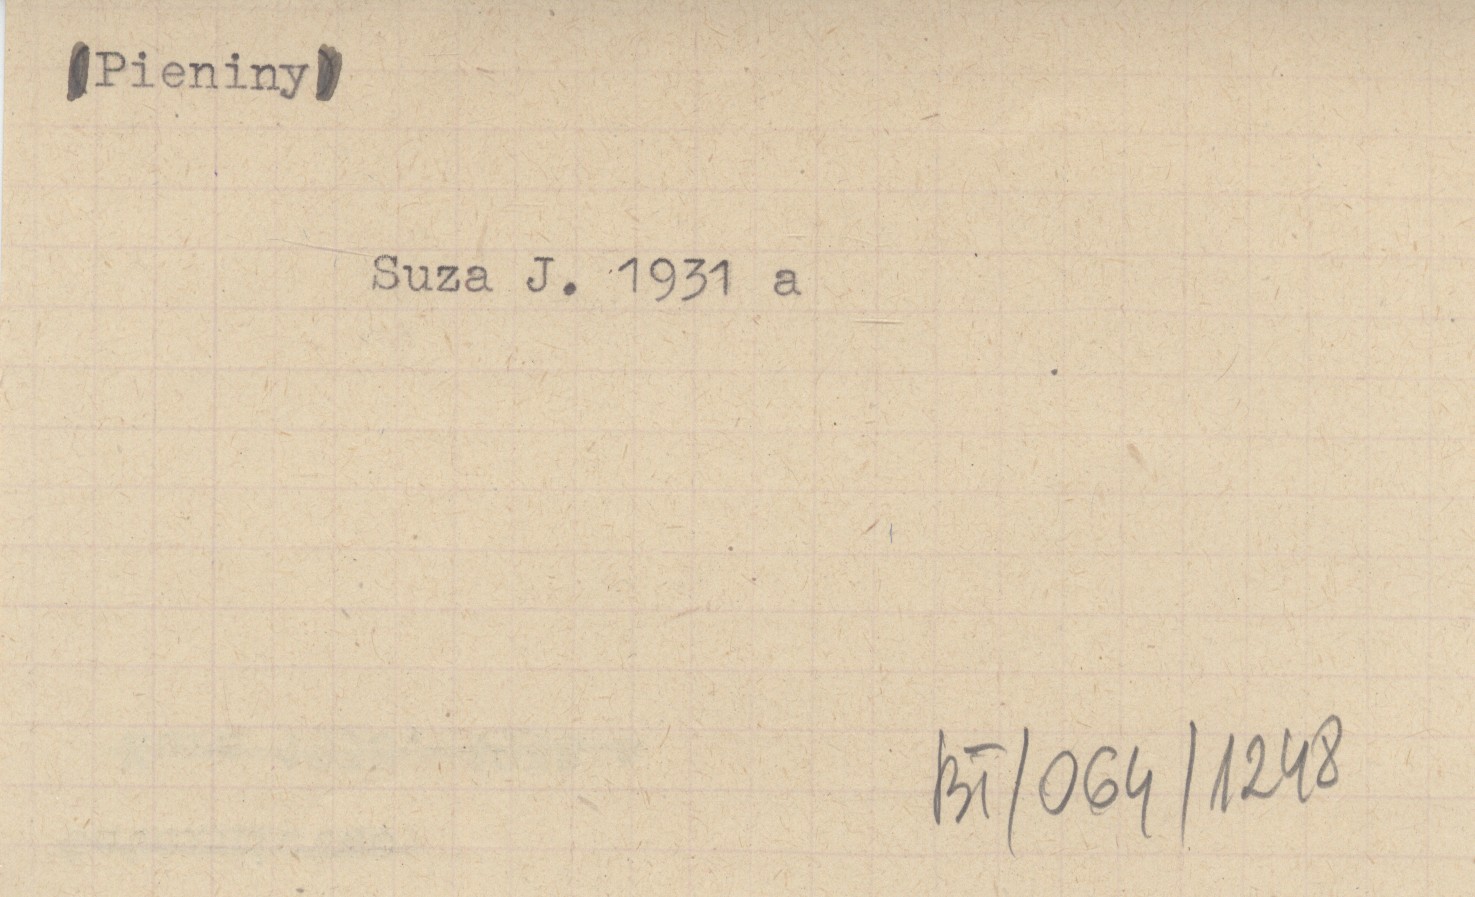 (Pieniny)
Suza J. 1931 a
BI/064/1248